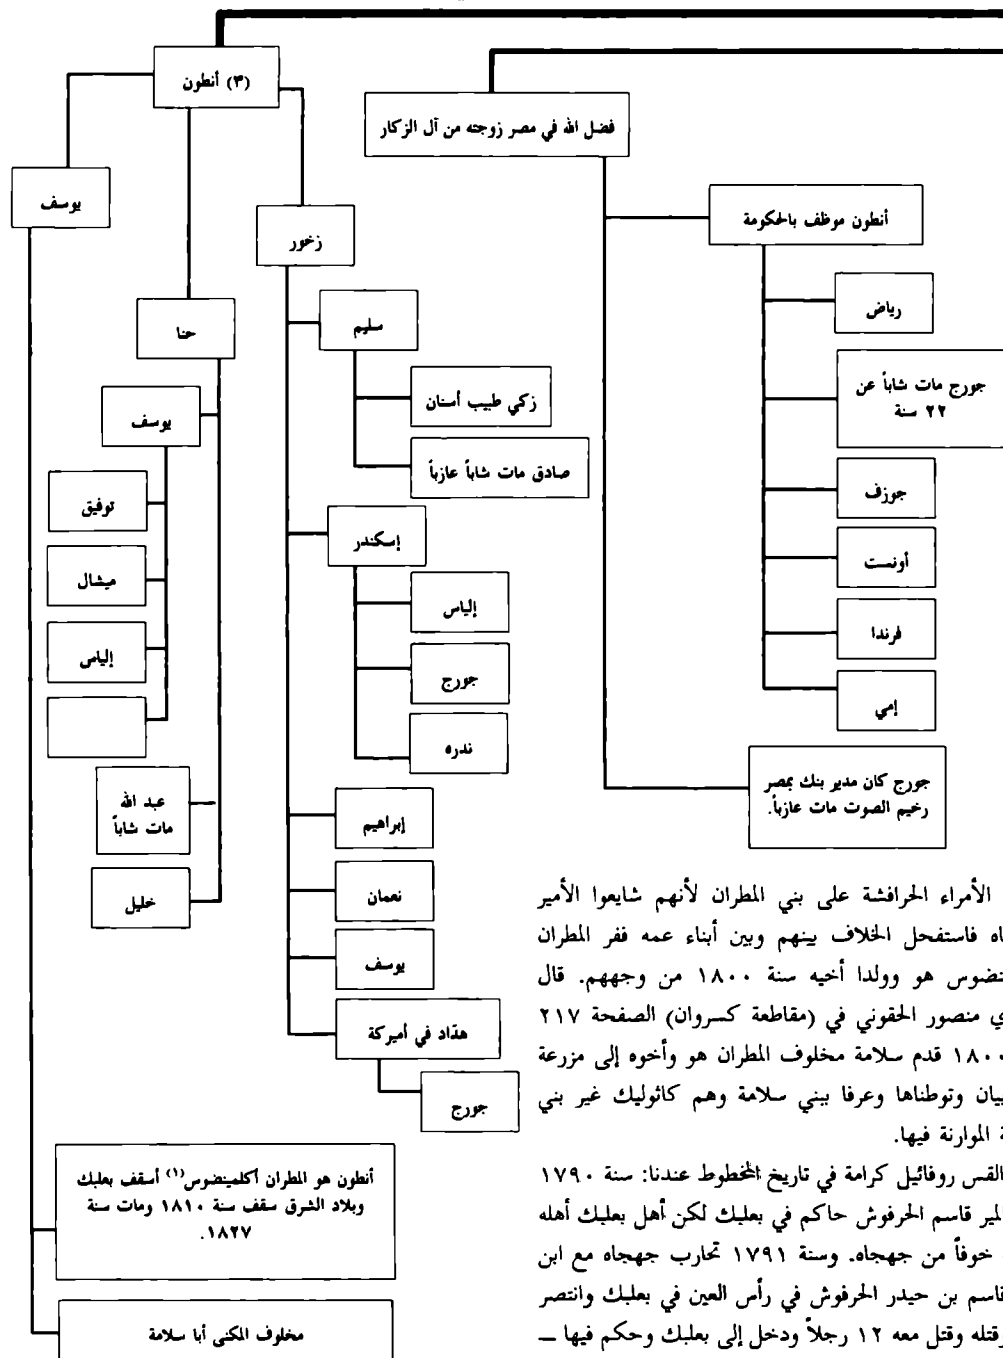 (٣) أنطون
فضل الله في مصر زوجته من آل الزكار
يوسف
أنطون موظف بالحكومة
زخور
رياض
حنا
سليم
جورج مات شاباً عن
٢٢ سنة
زكي طبيب أسنان
يوسف
صادق مات شاباً عازباً
توفيق
جوزف
إسكندر
ميشال
أونست
إلياس
فرندا
إلياس
جورج
إمي
ندره
عبد الله
مات شاباً
جورج كان مدير بنك بمصر
رخيم الصوت مات عازباً.
إبراهيم
خليل
نعمان
يوسف
هدّاد في أميركة
جورج
الأمراء الحرافشة على بني المطران لأنهم شايعوا الأمير
اه فاستفحل الخلاف بينهم وبين أبناء عمه ففر المطران
نضوس هو وولدا أخيه سنة ١٨٠٠ من وجههم. قال
ي منصور الحقوني في (مقاطعة كسروان) الصفحة ٢١٧
١٨٠٠ قدم سلامة مخلوف المطران هو وأخوه إلى مزرعة
بيان وتوطناها وعرفا ببني سلامة وهم كاثوليك غير بني
ة الموارنة فيها.
القس روفائيل كرامة في تاريخ المخطوط عندنا: سنة ١٧٩٠
المير قاسم الحرفوش حاكم في بعلبك لكن أهل بعلبك أهله
خوفاً من جهجاه. وسنة ١٧٩١ تحارب جهجاه مع ابن
قاسم بن حيدر الحرفوش في رأس العين في بعلبك وانتصر
وقتله وقتل معه ١٢ رجلاً ودخل إلى بعلبك وحكم فيها ــ
أنطون هو المطران أكلمينضوس(١) أسقف بعلبك
وبلاد الشرق سقف سنة ١٨١٠ ومات سنة
١٨٢٧.
مخلوف المكنى أبا سلامة